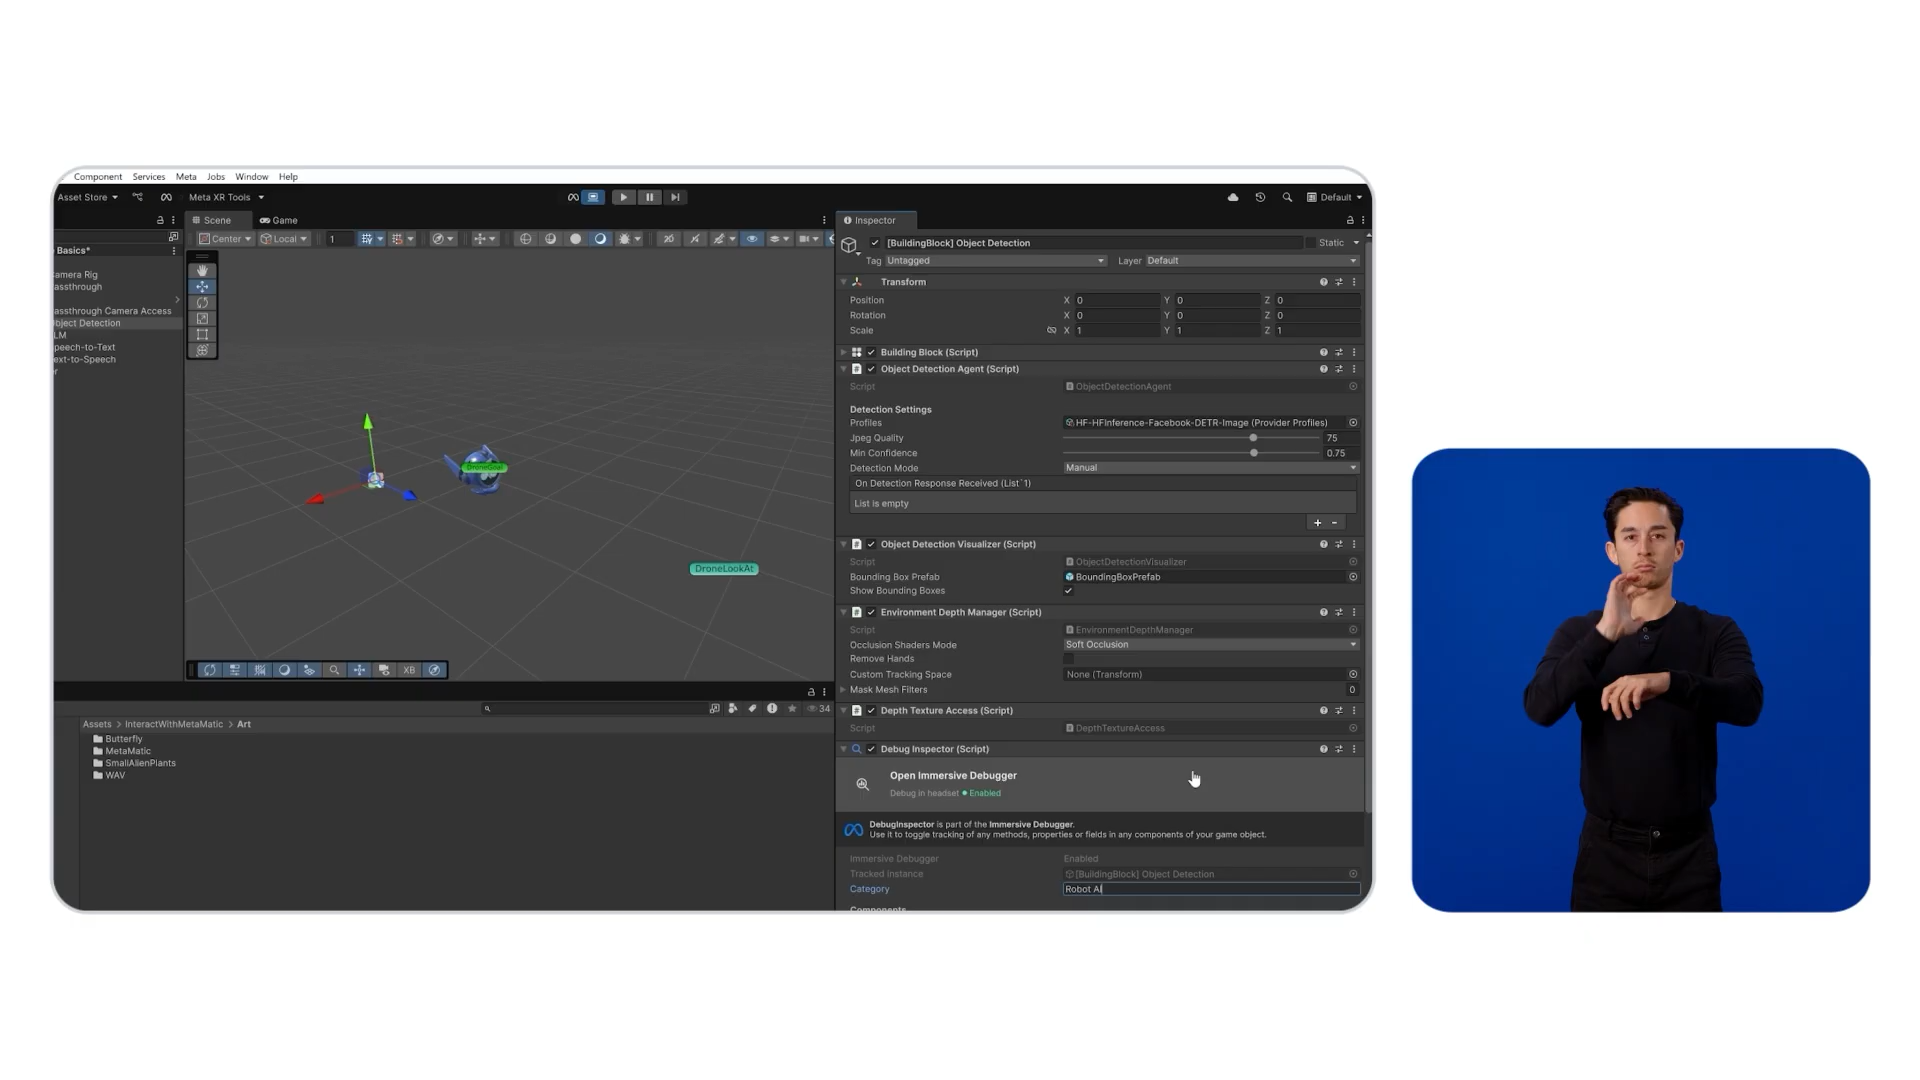 Component Services Meta Jobs Window Help
Asset Store Meta XR Tools Default
Scene Game
Center Local 1 2D
Basics*
amera Rig
assthrough
assthrough Camera Access
bject Detection
LM
peech-to-Text
ext-to-Speech
r
DroneGoal
DroneLookAt
XB
34
Assets > InteractWithMetaMatic > Art
Butterfly
MetaMatic
SmallAlienPlants
WAV
Inspector
[BuildingBlock] Object Detection Static
Tag Untagged Layer Default
Transform
Position X 0 Y 0 Z 0
Rotation X 0 Y 0 Z 0
Scale X 1 Y 1 Z 1
Building Block (Script)
Object Detection Agent (Script)
Script ObjectDetectionAgent
Detection Settings
Profiles HF-HFInference-Facebook-DETR-Image (Provider Profiles)
Jpeg Quality 75
Min Confidence 0.75
Detection Mode Manual
On Detection Response Received (List`1)
List is empty
+ -
Object Detection Visualizer (Script)
Script ObjectDetectionVisualizer
Bounding Box Prefab BoundingBoxPrefab
Show Bounding Boxes
Environment Depth Manager (Script)
Script EnvironmentDepthManager
Occlusion Shaders Mode Soft Occlusion
Remove Hands
Custom Tracking Space None (Transform)
Mask Mesh Filters 0
Depth Texture Access (Script)
Script DepthTextureAccess
Debug Inspector (Script)
Open Immersive Debugger
Debug in headset Enabled
DebugInspector is part of the Immersive Debugger.
Use it to toggle tracking of any methods, properties or fields in any components of your game object.
Immersive Debugger Enabled
Tracked Instance [BuildingBlock] Object Detection
Category Robot AI
Components